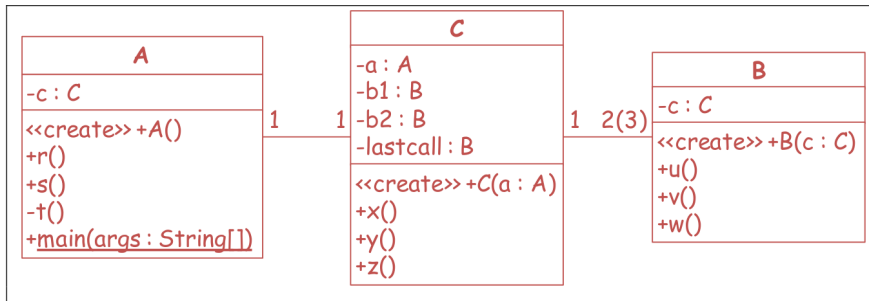 A
-c : C
«create» +A()
+r()
+s()
-t()
+main(args : String[])
1
1
C
-a : A
-b1 : B
-b2 : B
-lastcall : B
«create» +C(a : A)
+x()
+y()
+z()
1
2(3)
B
-c : C
«create» +B(c : C)
+u()
+v()
+w()